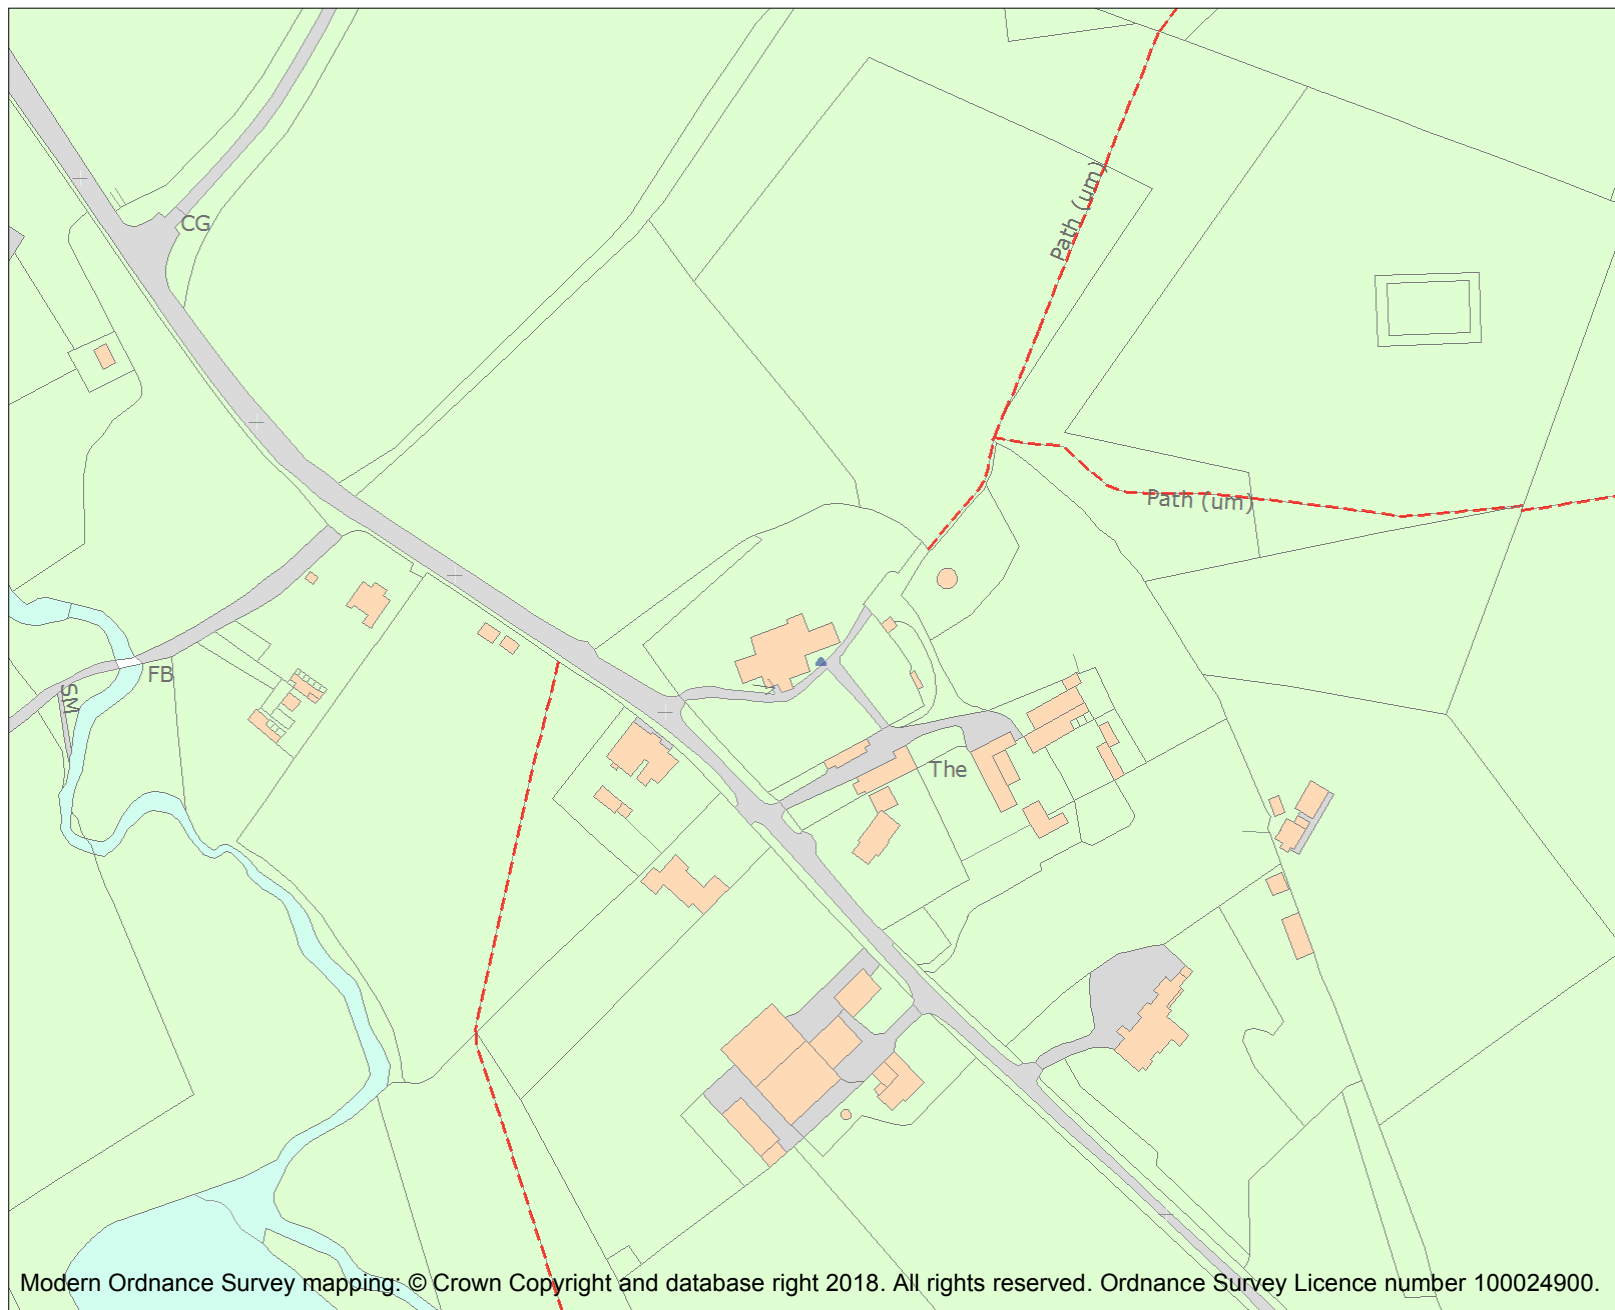 Path (um)
CG
Path (um)
FB
SM
The
Modern Ordnance Survey mapping: © Crown Copyright and database right 2018. All rights reserved. Ordnance Survey Licence number 100024900.